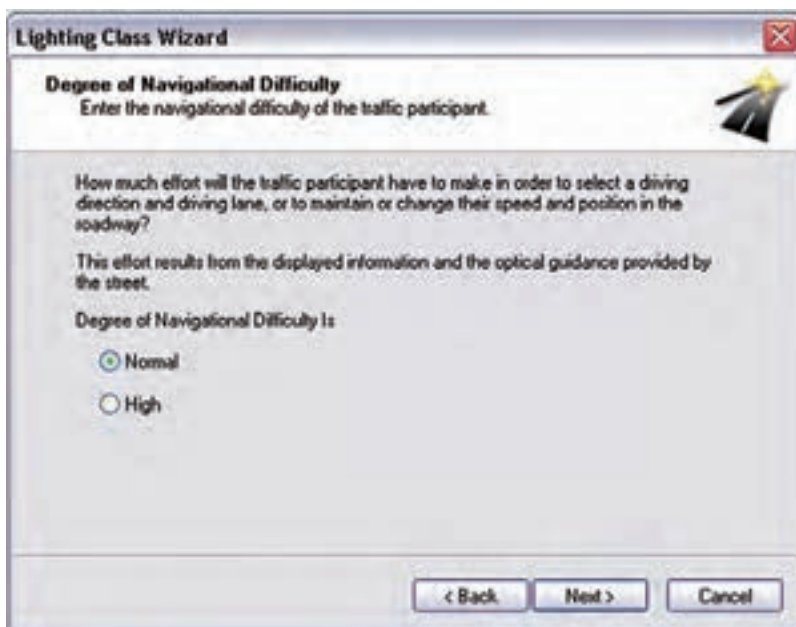 Lighting Class Wizard
Degree of Navigational Difficulty
Enter the navigational difficulty of the traffic participant.
How much effort will the traffic participant have to make in order to select a driving
direction and driving lane, or to maintain or change their speed and position in the
roadway?
This effort results from the displayed information and the optical guidance provided by
the street.
Degree of Navigational Difficulty Is
Normal
High
< Back
Next >
Cancel